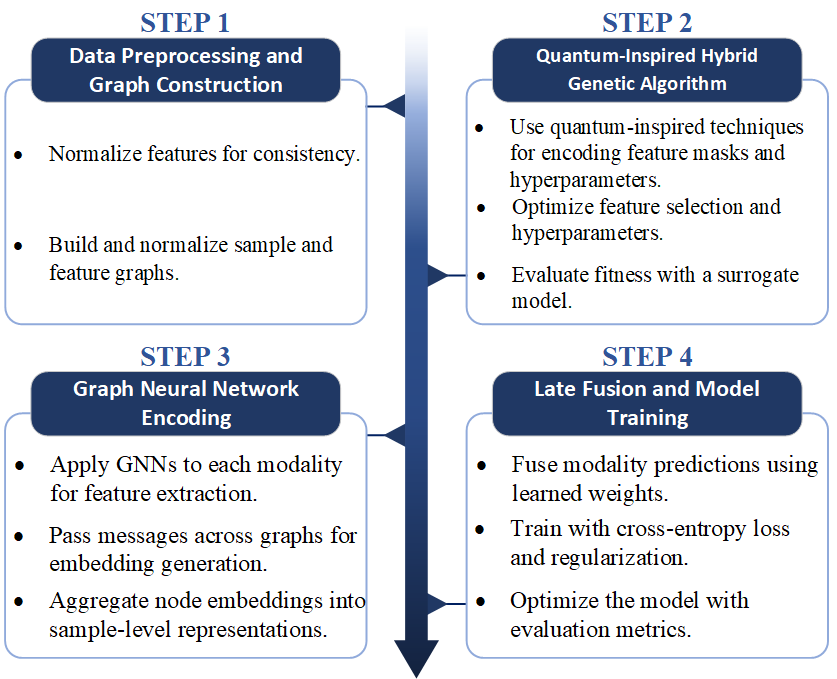 STEP 1
Data Preprocessing and
Graph Construction
• Normalize features for consistency.
• Build and normalize sample and
feature graphs.
STEP 2
Quantum-Inspired Hybrid
Genetic Algorithm
• Use quantum-inspired techniques
for encoding feature masks and
hyperparameters.
• Optimize feature selection and
hyperparameters.
• Evaluate fitness with a surrogate
model.
STEP 3
Graph Neural Network
Encoding
• Apply GNNs to each modality
for feature extraction.
• Pass messages across graphs for
embedding generation.
• Aggregate node embeddings into
sample-level representations.
STEP 4
Late Fusion and Model
Training
• Fuse modality predictions using
learned weights.
• Train with cross-entropy loss
and regularization.
• Optimize the model with
evaluation metrics.